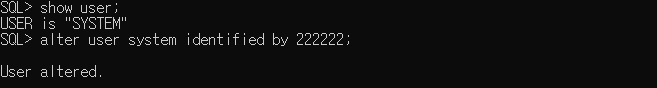 SQL> show user;
USER is "SYSTEM"
SQL> alter user system identified by 222222;
User altered.